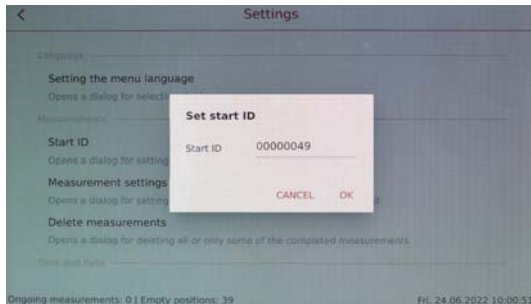 Settings
Language
Setting the menu language
Opens a dialog for selecti
Measurements
Start ID
Opens a dialog for setting
Measurement settings
Opens a dialog for setting t
Delete measurements
Opens a dialog for deleting all or only some of the completed measurements
Time and date
Set start ID
Start ID 00000049
CANCEL OK
Ongoing measurements: 0 | Empty positions: 39 Fri, 24.06.2022 10:00:53